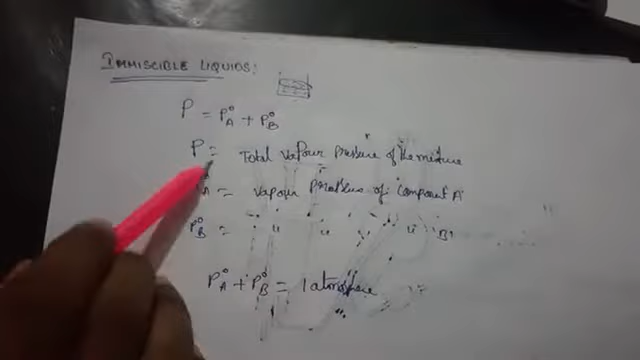 IMMISCIBLE LIQUIDS:
P = P°A + P°B
P = Total vapour pressure of the mixture
A = vapour pressure of component A
P°B = " " " " B
P°A + P°B = 1 atmosphere